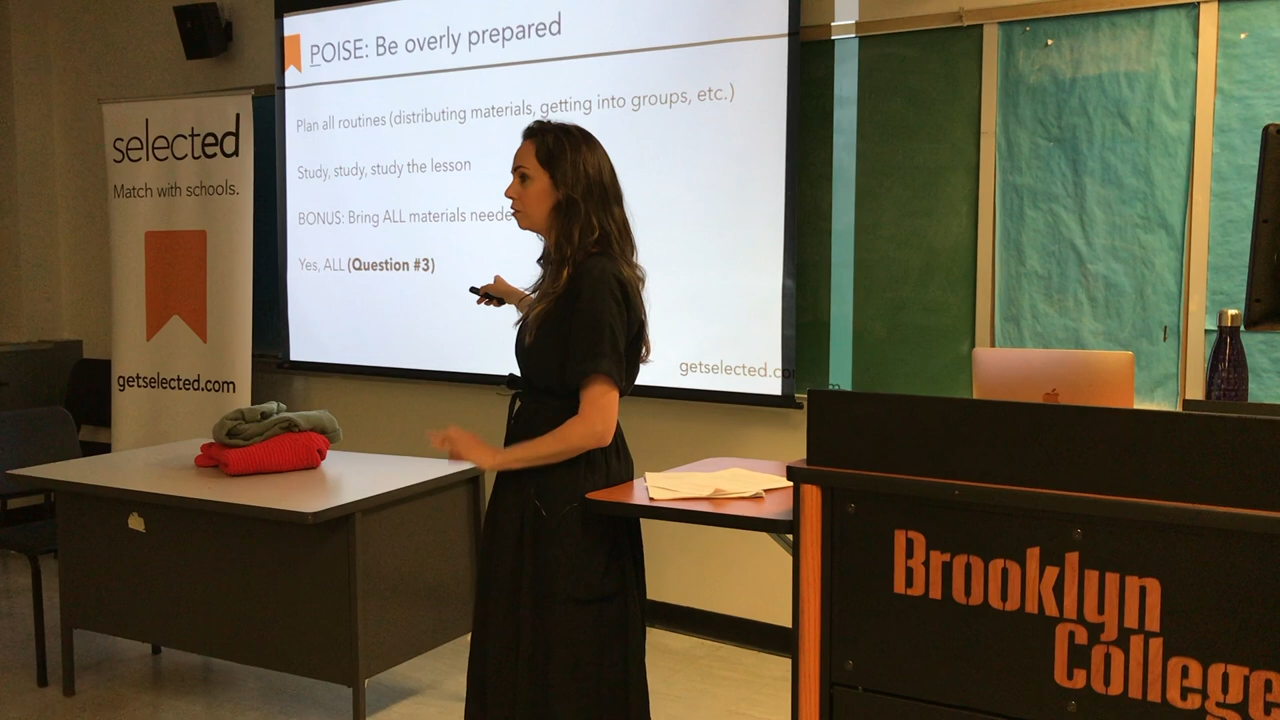 POISE: Be overly prepared
Plan all routines (distributing materials, getting into groups, etc.)
Study, study, study the lesson
BONUS: Bring ALL materials neede
Yes, ALL (Question #3)
getselected.com
selected
Match with schools.
getselected.com
Brooklyn
College